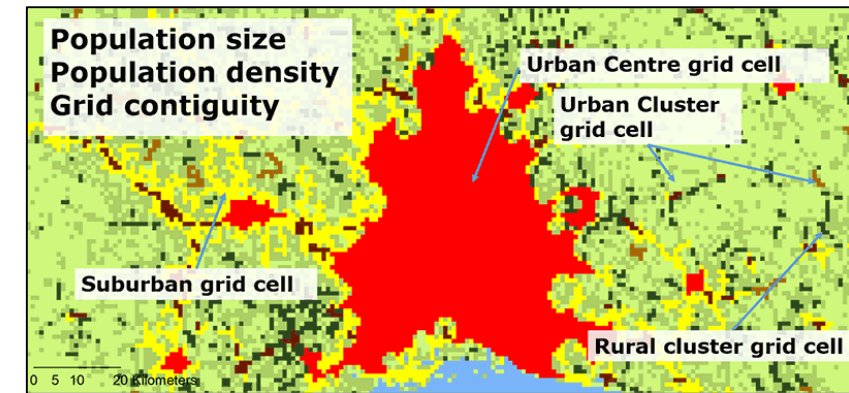 Population size
Population density
Grid contiguity
Urban Centre grid cell
Urban Cluster
grid cell
Suburban grid cell
Rural cluster grid cell
0 5 10 20 Kilometers